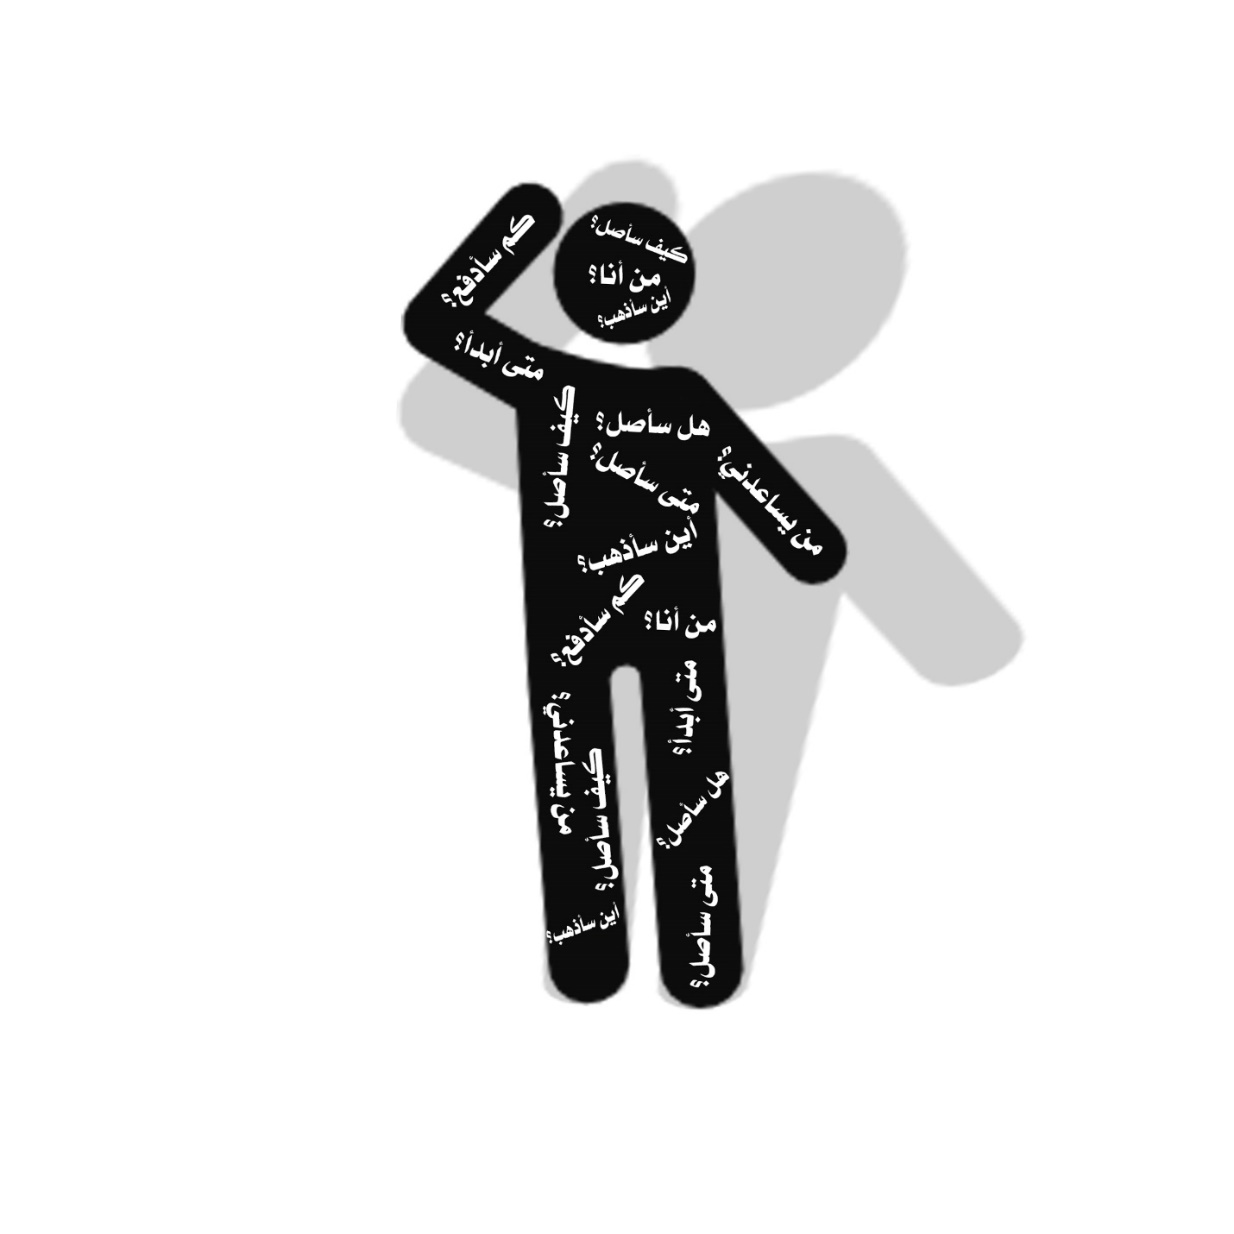 كيف سأصل؟
من أنا؟
أين سأذهب؟
كم سأدفع؟
متى أبدأ؟
كيف سأصل؟
هل سأصل؟
متى سأصل؟
من يساعدني؟
أين سأذهب؟
كم سأدفع؟
من أنا؟
متى أبدأ؟
من يساعدني؟
كيف سأصل؟
هل سأصل؟
متى سأصل؟
أين سأذهب؟